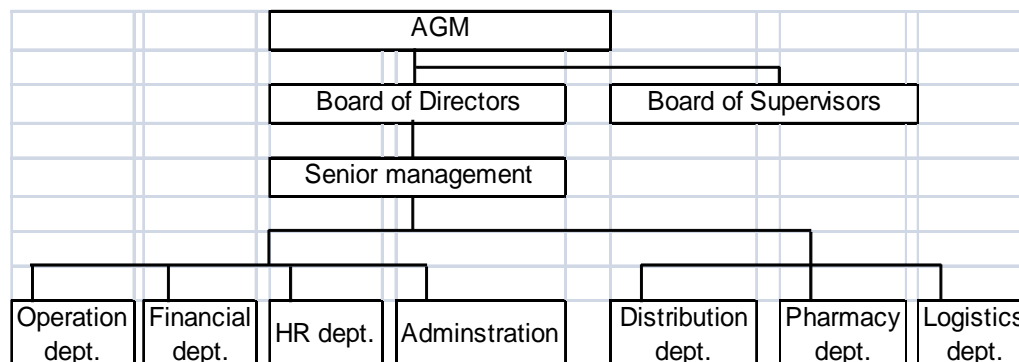 AGM
Board of Directors
Board of Supervisors
Senior management
Operation
dept.
Financial
dept.
HR dept.
Adminstration
Distribution
dept.
Pharmacy
dept.
Logistics
dept.